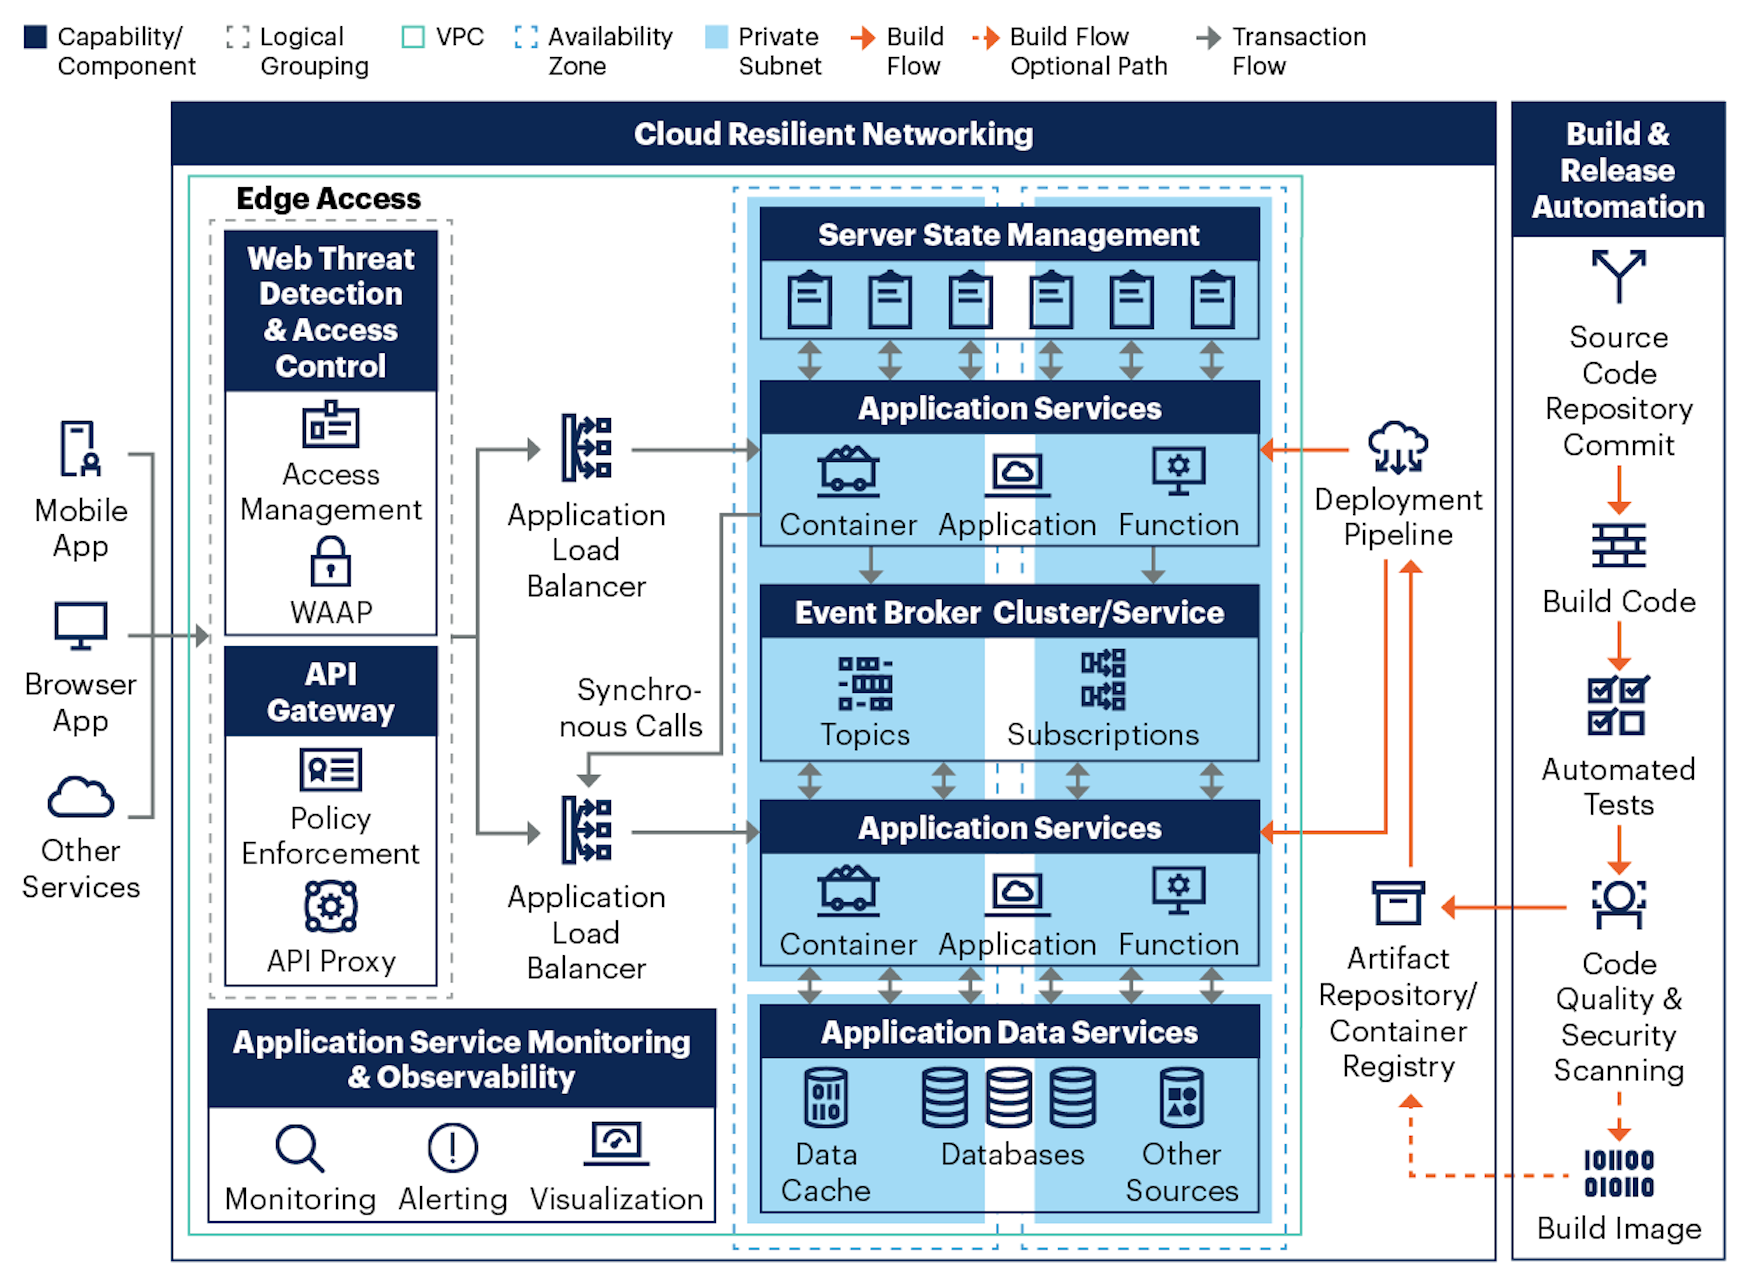 Capability/
Component
Logical
Grouping
VPC
Availability
Zone
Private
Subnet
Build
Flow
Build Flow
Optional Path
Transaction
Flow
Cloud Resilient Networking
Build &
Release
Automation
Edge Access
Web Threat
Detection
& Access
Control
Access
Management
WAAP
API
Gateway
Policy
Enforcement
API Proxy
Mobile
App
Browser
App
Other
Services
Application
Load
Balancer
Synchro-
nous Calls
Application
Load
Balancer
Application Service Monitoring
& Observability
Monitoring
Alerting
Visualization
Server State Management
Application Services
Container
Application
Function
Event Broker Cluster/Service
Topics
Subscriptions
Application Services
Container
Application
Function
Application Data Services
Data
Cache
Databases
Other
Sources
Deployment
Pipeline
Artifact
Repository/
Container
Registry
Source
Code
Repository
Commit
Build Code
Automated
Tests
Code
Quality &
Security
Scanning
Build Image